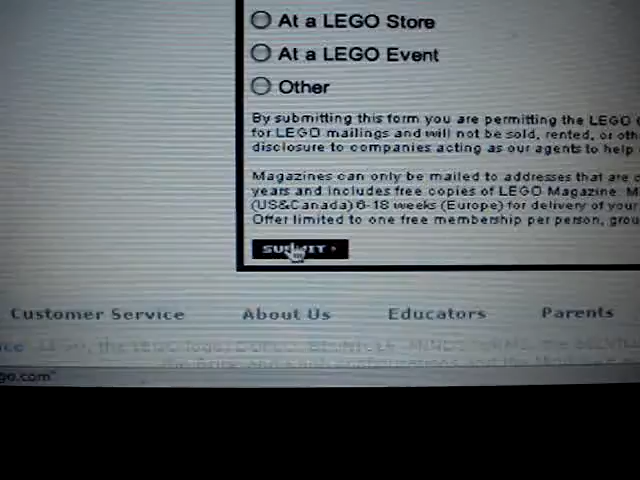 At a LEGO Store
At a LEGO Event
Other
By submitting this form you are permitting the LEGO
for LEGO mailings and will not be sold, rented, or oth
disclosure to companies acting as our agents to help
Magazines can only be mailed to addresses that are
years and includes free copies of LEGO Magazine. M
(US&Canada) 6-18 weeks (Europe) for delivery of your
Offer limited to one free membership per person, grou
SUBMIT
Customer Service About Us Educators Parents
go.com"